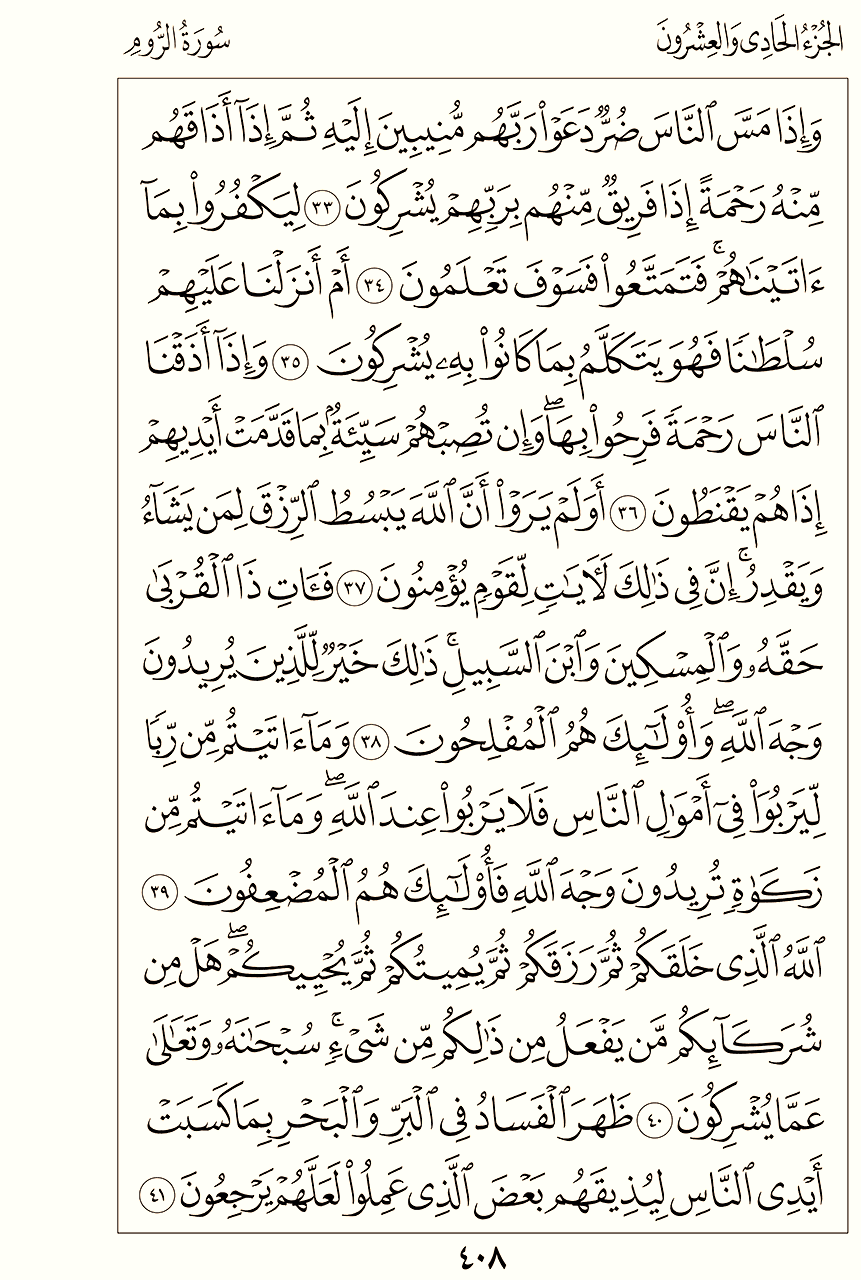 الجُزْءُ الحَادِى وَالعِشْرُونَ
سُورَةُ الرُّومِ
وَإِذَا مَسَّ ٱلنَّاسَ ضُرٌّ دَعَوْا۟ رَبَّهُم مُّنِيبِينَ إِلَيْهِ ثُمَّ إِذَآ أَذَاقَهُم
مِّنْهُ رَحْمَةً إِذَا فَرِيقٌ مِّنْهُم بِرَبِّهِمْ يُشْرِكُونَ ٣٣ لِيَكْفُرُوا۟ بِمَآ
ءَاتَيْنَٰهُمْ ۚ فَتَمَتَّعُوا۟ فَسَوْفَ تَعْلَمُونَ ٣٤ أَمْ أَنزَلْنَا عَلَيْهِمْ
سُلْطَٰنًا فَهُوَ يَتَكَلَّمُ بِمَا كَانُوا۟ بِهِۦ يُشْرِكُونَ ٣٥ وَإِذَآ أَذَقْنَا
ٱلنَّاسَ رَحْمَةً فَرِحُوا۟ بِهَا ۖ وَإِن تُصِبْهُمْ سَيِّئَةٌۢ بِمَا قَدَّمَتْ أَيْدِيهِمْ
إِذَا هُمْ يَقْنَطُونَ ٣٦ أَوَلَمْ يَرَوْا۟ أَنَّ ٱللَّهَ يَبْسُطُ ٱلرِّزْقَ لِمَن يَشَآءُ
وَيَقْدِرُ ۚ إِنَّ فِى ذَٰلِكَ لَءَايَٰتٍ لِّقَوْمٍ يُؤْمِنُونَ ٣٧ فَـَٔاتِ ذَا ٱلْقُرْبَىٰ
حَقَّهُۥ وَٱلْمِسْكِينَ وَٱبْنَ ٱلسَّبِيلِ ۚ ذَٰلِكَ خَيْرٌ لِّلَّذِينَ يُرِيدُونَ
وَجْهَ ٱللَّهِ ۖ وَأُو۟لَٰٓئِكَ هُمُ ٱلْمُفْلِحُونَ ٣٨ وَمَآ ءَاتَيْتُم مِّن رِّبًا
لِّيَرْبُوَا۟ فِىٓ أَمْوَٰلِ ٱلنَّاسِ فَلَا يَرْبُوا۟ عِندَ ٱللَّهِ ۖ وَمَآ ءَاتَيْتُم مِّن
زَكَوٰةٍ تُرِيدُونَ وَجْهَ ٱللَّهِ فَأُو۟لَٰٓئِكَ هُمُ ٱلْمُضْعِفُونَ ٣٩
ٱللَّهُ ٱلَّذِى خَلَقَكُمْ ثُمَّ رَزَقَكُمْ ثُمَّ يُمِيتُكُمْ ثُمَّ يُحْيِيكُمْ ۖ هَلْ مِن
شُرَكَآئِكُم مَّن يَفْعَلُ مِن ذَٰلِكُم مِّن شَىْءٍ ۚ سُبْحَٰنَهُۥ وَتَعَٰلَىٰ
عَمَّا يُشْرِكُونَ ٤٠ ظَهَرَ ٱلْفَسَادُ فِى ٱلْبَرِّ وَٱلْبَحْرِ بِمَا كَسَبَتْ
أَيْدِى ٱلنَّاسِ لِيُذِيقَهُم بَعْضَ ٱلَّذِى عَمِلُوا۟ لَعَلَّهُمْ يَرْجِعُونَ ٤١
٤٠٨